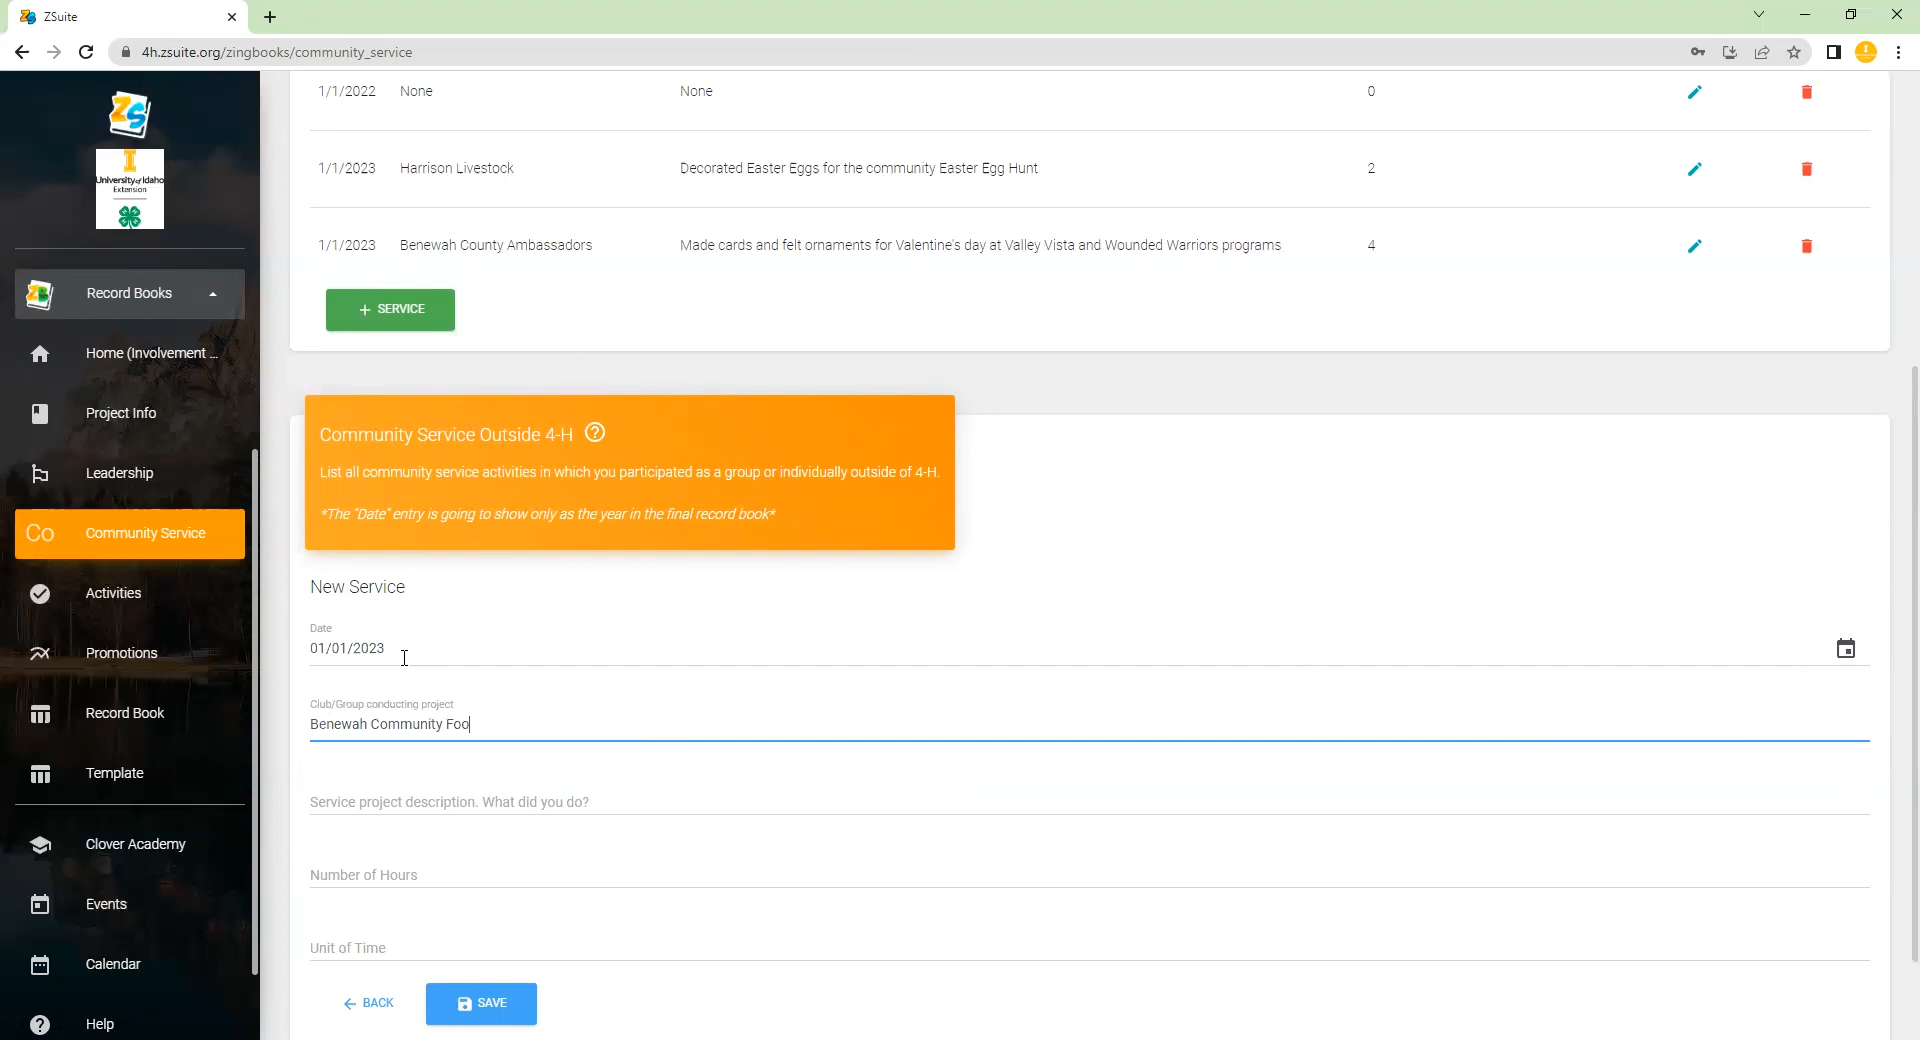 ZSuite
4h.zsuite.org/zingbooks/community_service
ZS
I
University of Idaho
Extension
ZB Record Books
Home (Involvement ...
Project Info
Leadership
Co Community Service
Activities
Promotions
Record Book
Template
Clover Academy
Events
Calendar
Help
1/1/2022 None None 0
1/1/2023 Harrison Livestock Decorated Easter Eggs for the community Easter Egg Hunt 2
1/1/2023 Benewah County Ambassadors Made cards and felt ornaments for Valentine's day at Valley Vista and Wounded Warriors programs 4
+ SERVICE
Community Service Outside 4-H ?
List all community service activities in which you participated as a group or individually outside of 4-H.
*The "Date" entry is going to show only as the year in the final record book*
New Service
Date
01/01/2023
Club/Group conducting project
Benewah Community Foo
Service project description. What did you do?
Number of Hours
Unit of Time
← BACK
SAVE